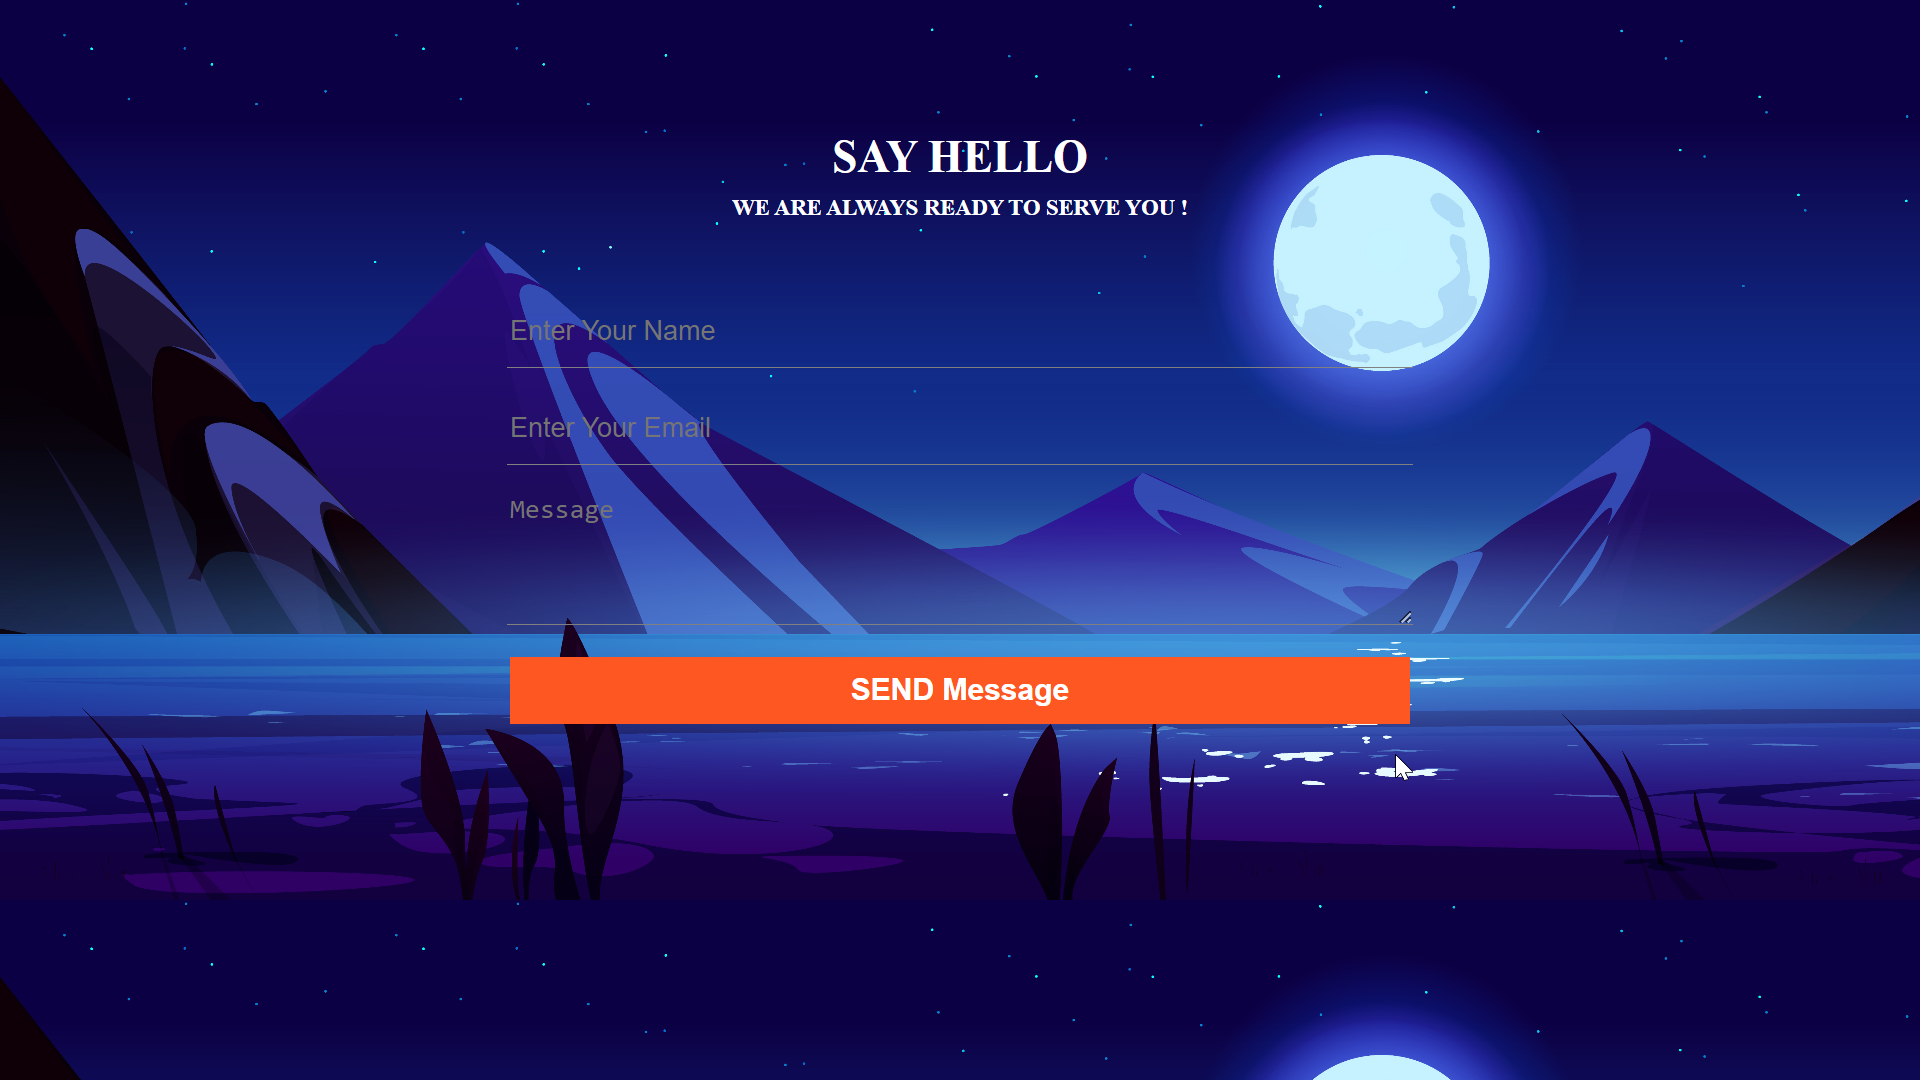 SAY HELLO
WE ARE ALWAYS READY TO SERVE YOU !
Enter Your Name
Enter Your Email
Message
SEND Message